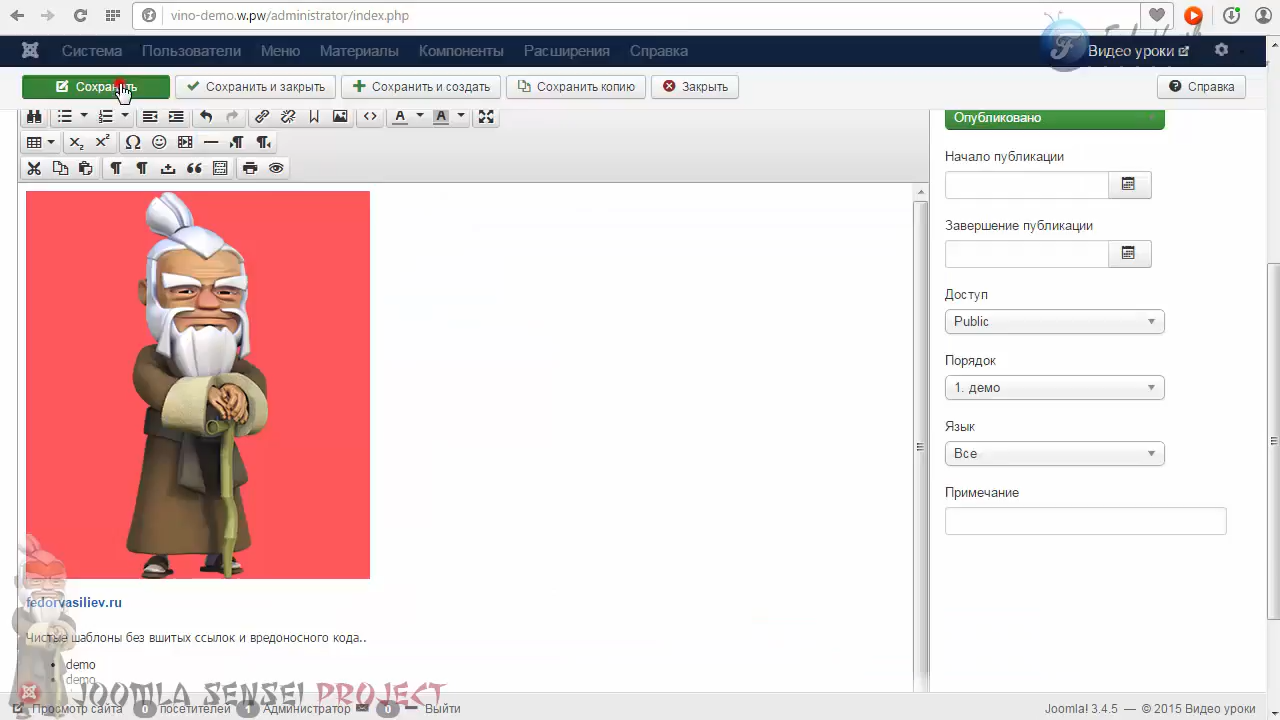 vino-demo.w.pw/administrator/index.php
Система Пользователи Меню Материалы Компоненты Расширения Справка Видео уроки
Сохранить Сохранить и закрыть Сохранить и создать Сохранить копию Закрыть Справка
Опубликовано
Начало публикации
Завершение публикации
Доступ
Public
Порядок
1. демо
Язык
Все
Примечание
fedorvasiliev.ru
Чистые шаблоны без вшитых ссылок и вредоносного кода..
demo
demo
JOOMLA SENSEI PROJECT
Просмотр сайта 0 посетителей 1 Администратор 0 Выйти Joomla! 3.4.5 — © 2015 Видео уроки